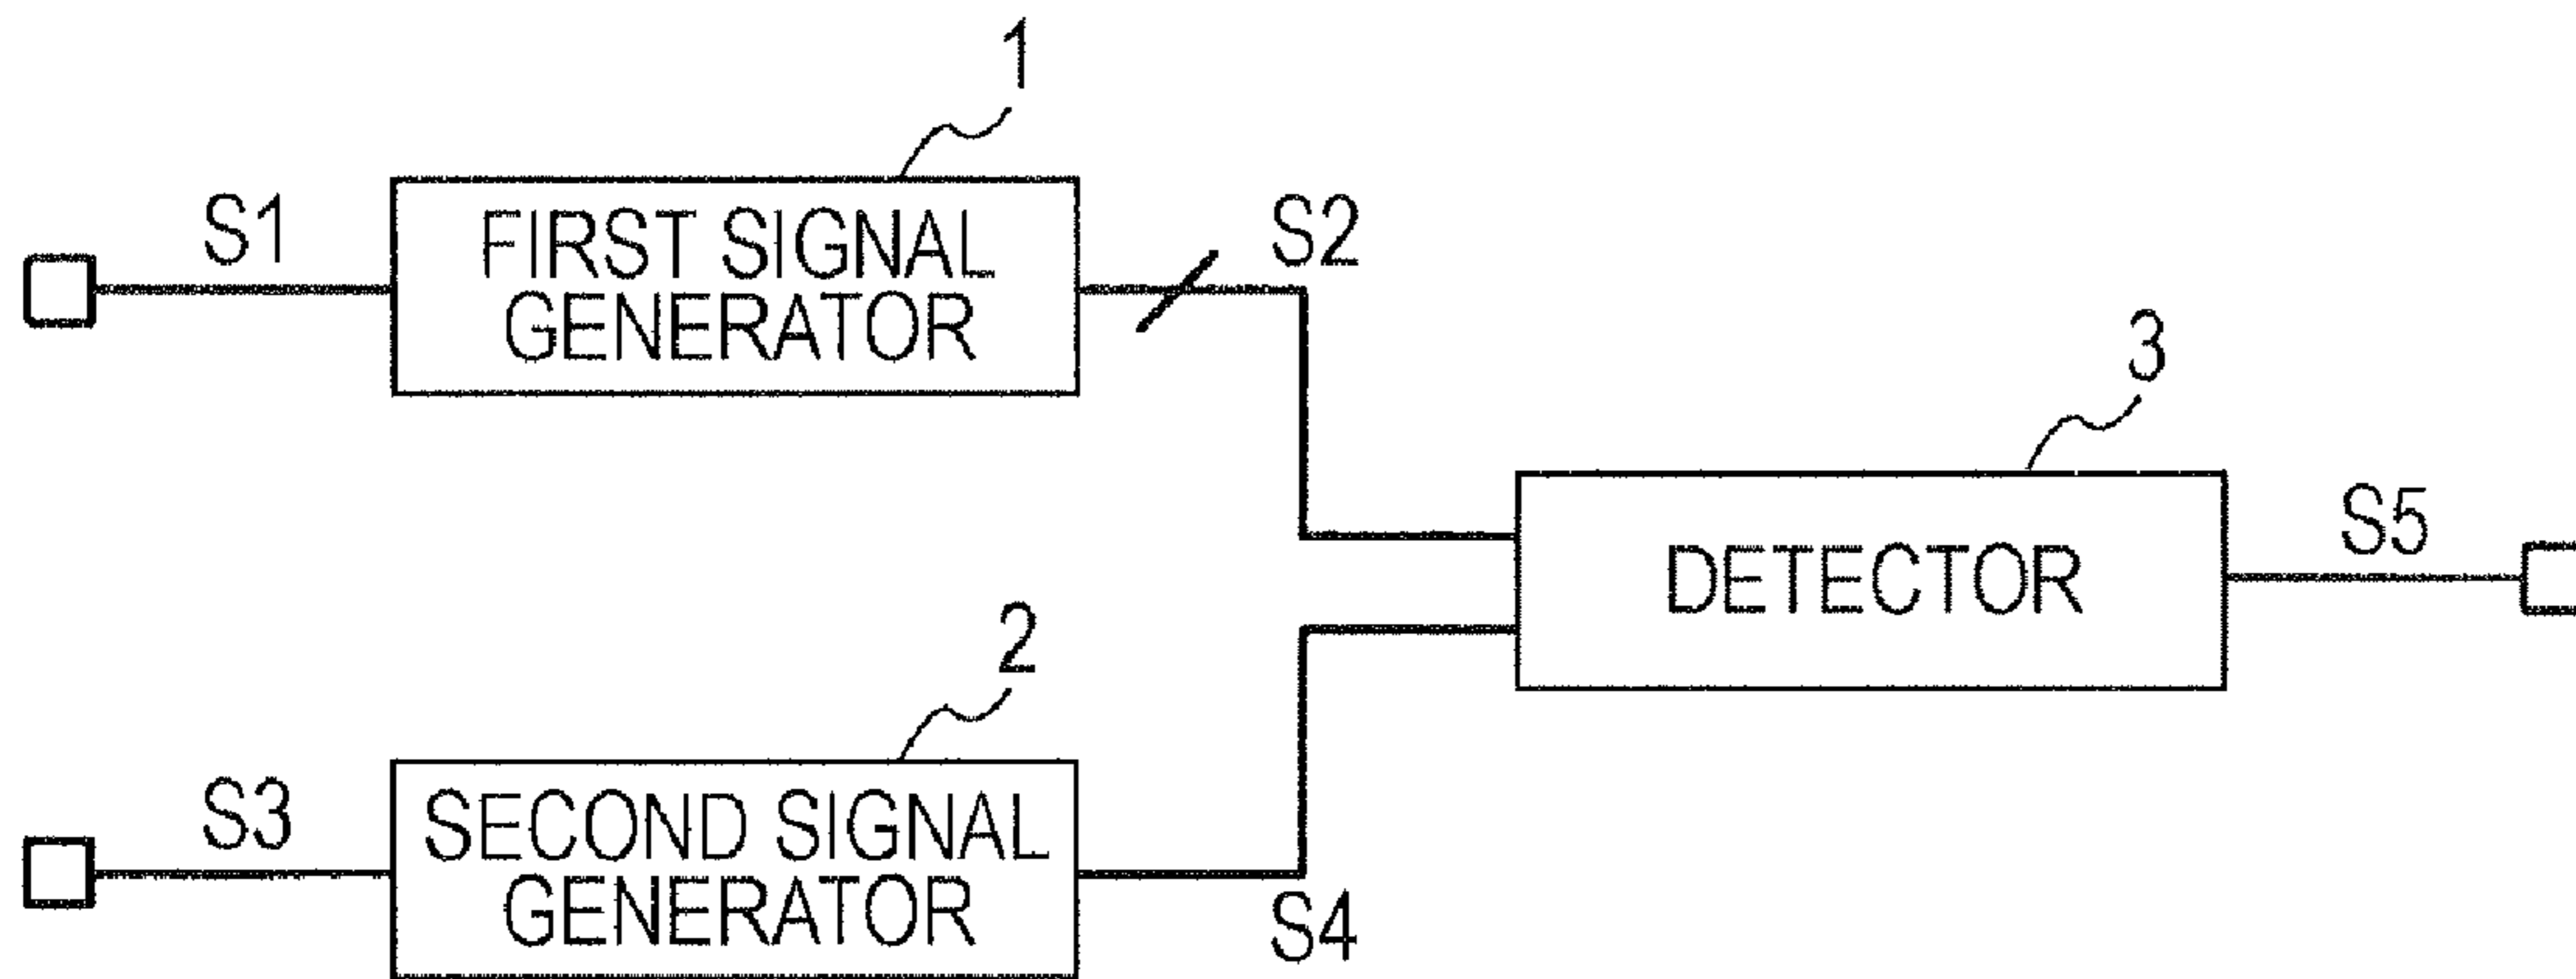 1
S1
FIRST SIGNAL
GENERATOR
S2
3
DETECTOR
S5
2
S3
SECOND SIGNAL
GENERATOR
S4